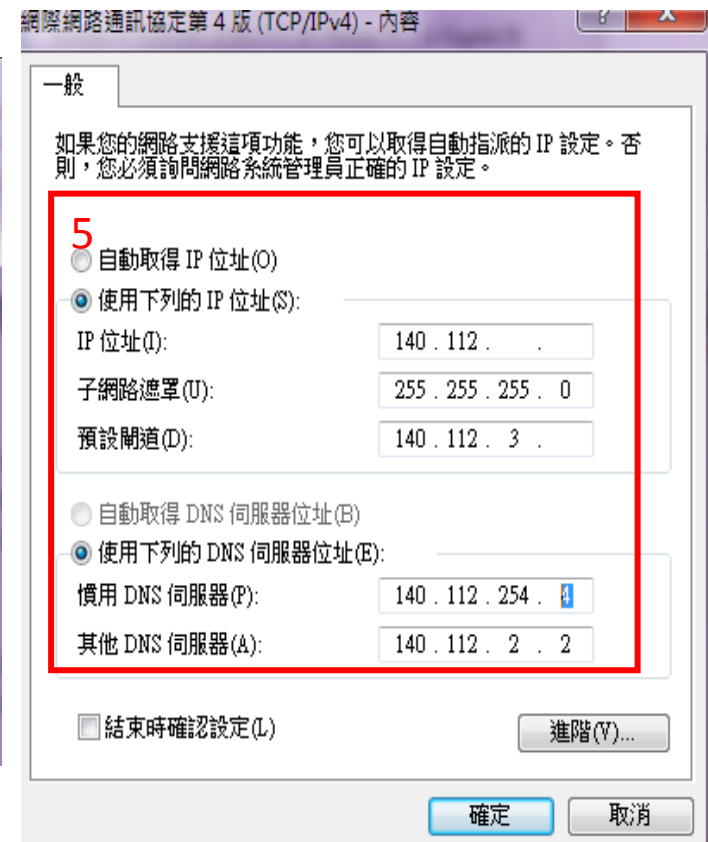 網際網路通訊協定第 4 版 (TCP/IPv4) - 內容
? X
一般
如果您的網路支援這項功能，您可以取得自動指派的 IP 設定。否
則，您必須詢問網路系統管理員正確的 IP 設定。
5
自動取得 IP 位址(O)
使用下列的 IP 位址(S):
IP 位址(I): 140 . 112 . .
子網路遮罩(U): 255 . 255 . 255 . 0
預設閘道(D): 140 . 112 . 3 .
自動取得 DNS 伺服器位址(B)
使用下列的 DNS 伺服器位址(E):
慣用 DNS 伺服器(P): 140 . 112 . 254 . 4
其他 DNS 伺服器(A): 140 . 112 . 2 . 2
結束時確認設定(L)
進階(V)...
確定 取消